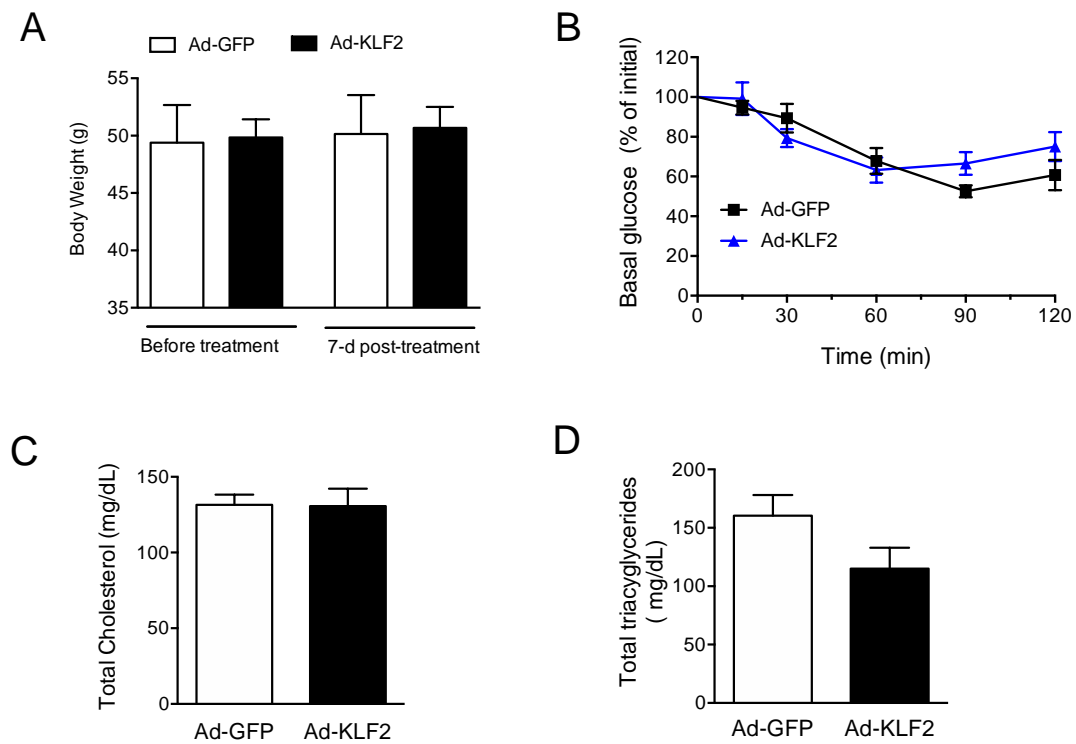 A
Ad-GFP Ad-KLF2
Body Weight (g)
55
50
45
40
35
Before treatment 7-d post-treatment
B
Basal glucose (% of initial)
120
100
80
60
40
20
0
Ad-GFP
Ad-KLF2
0 30 60 90 120
Time (min)
C
Total Cholesterol (mg/dL)
150
100
50
0
Ad-GFP Ad-KLF2
D
Total triacyglycerides
( mg/dL)
200
150
100
50
0
Ad-GFP Ad-KLF2